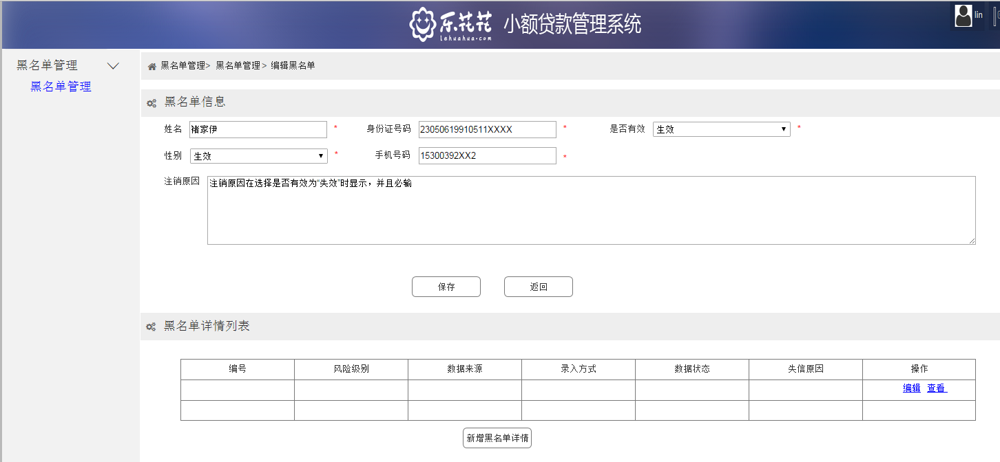 乐花花
lehuahua.com
小额贷款管理系统
lin
黑名单管理
黑名单管理
黑名单管理> 黑名单管理> 编辑黑名单
黑名单信息
姓名 褚家伊 * 身份证号码 23050619910511XXXX * 是否有效 生效 *
性别 生效 * 手机号码 15300392XX2 *
注销原因 注销原因在选择是否有效为“失效”时显示，并且必输
保存 返回
黑名单详情列表
编号 风险级别 数据来源 录入方式 数据状态 失信原因 操作
编辑 查看
新增黑名单详情